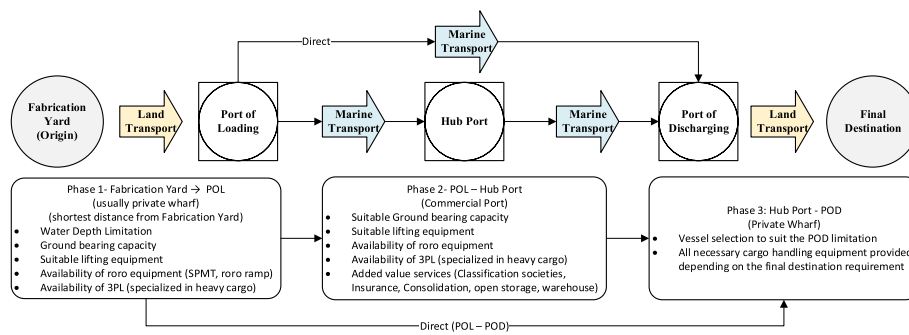 Direct
Marine
Transport
Fabrication
Yard
(Origin)
Land
Transport
Port of
Loading
Marine
Transport
Hub Port
Marine
Transport
Port of
Discharging
Land
Transport
Final
Destination
Phase 1- Fabrication Yard → POL
(usually private wharf)
(shortest distance from Fabrication Yard)
• Water Depth Limitation
• Ground bearing capacity
• Suitable lifting equipment
• Availability of roro equipment (SPMT, roro ramp)
• Availability of 3PL (specialized in heavy cargo)
Phase 2- POL – Hub Port
(Commercial Port)
• Suitable Ground bearing capacity
• Suitable lifting equipment
• Availability of roro equipment
• Availability of 3PL (specialized in heavy cargo)
• Added value services (Classification societies,
Insurance, Consolidation, open storage, warehouse)
Phase 3: Hub Port - POD
(Private Wharf)
• Vessel selection to suit the POD limitation
• All necessary cargo handling equipment provided
depending on the final destination requirement
Direct (POL – POD)